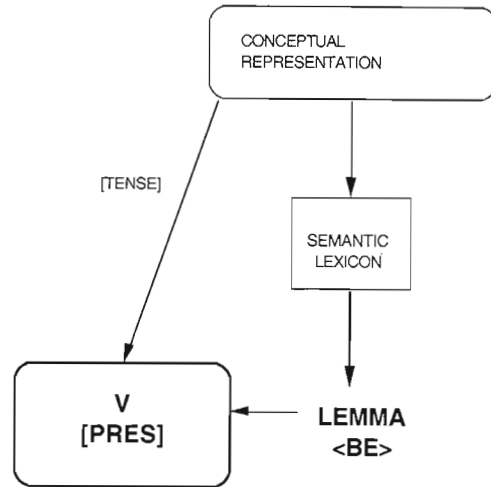 CONCEPTUAL
REPRESENTATION
[TENSE]
SEMANTIC
LEXICON
V
[PRES]
LEMMA
<BE>